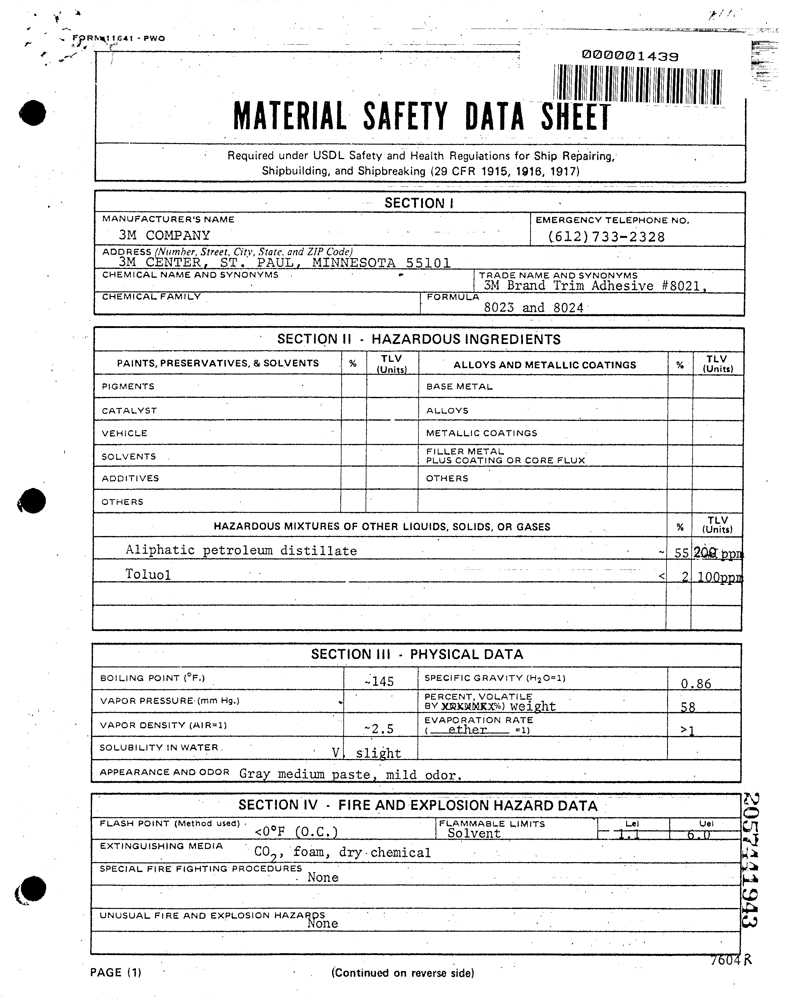 FORM 11641 - PWO
000001439
MATERIAL SAFETY DATA SHEET
Required under USDL Safety and Health Regulations for Ship Repairing,
Shipbuilding, and Shipbreaking (29 CFR 1915, 1916, 1917)
SECTION I
MANUFACTURER'S NAME
3M COMPANY
EMERGENCY TELEPHONE NO.
(612)733-2328
ADDRESS (Number, Street, City, State, and ZIP Code)
3M CENTER, ST. PAUL, MINNESOTA 55101
CHEMICAL NAME AND SYNONYMS
TRADE NAME AND SYNONYMS
3M Brand Trim Adhesive #8021,
CHEMICAL FAMILY
FORMULA
8023 and 8024
SECTION II - HAZARDOUS INGREDIENTS
PAINTS, PRESERVATIVES, & SOLVENTS % TLV (Units) ALLOYS AND METALLIC COATINGS % TLV (Units)
PIGMENTS BASE METAL
CATALYST ALLOYS
VEHICLE METALLIC COATINGS
SOLVENTS FILLER METAL
PLUS COATING OR CORE FLUX
ADDITIVES OTHERS
OTHERS
HAZARDOUS MIXTURES OF OTHER LIQUIDS, SOLIDS, OR GASES % TLV (Units)
Aliphatic petroleum distillate ~ 55 200 ppm
Toluol < 2 100ppm
SECTION III - PHYSICAL DATA
BOILING POINT (°F.) ~145 SPECIFIC GRAVITY (H₂O=1) 0.86
VAPOR PRESSURE (mm Hg.) PERCENT, VOLATILE
BY weight %) 58
VAPOR DENSITY (AIR=1) ~2.5 EVAPORATION RATE
( ether =1) >1
SOLUBILITY IN WATER V. slight
APPEARANCE AND ODOR Gray medium paste, mild odor.
SECTION IV - FIRE AND EXPLOSION HAZARD DATA
FLASH POINT (Method used) <0°F (O.C.) FLAMMABLE LIMITS Solvent Lel 1.1 Uel 6.0
EXTINGUISHING MEDIA CO₂, foam, dry chemical
SPECIAL FIRE FIGHTING PROCEDURES
None
UNUSUAL FIRE AND EXPLOSION HAZARDS
None
2057441943
7604 R
PAGE (1) (Continued on reverse side)